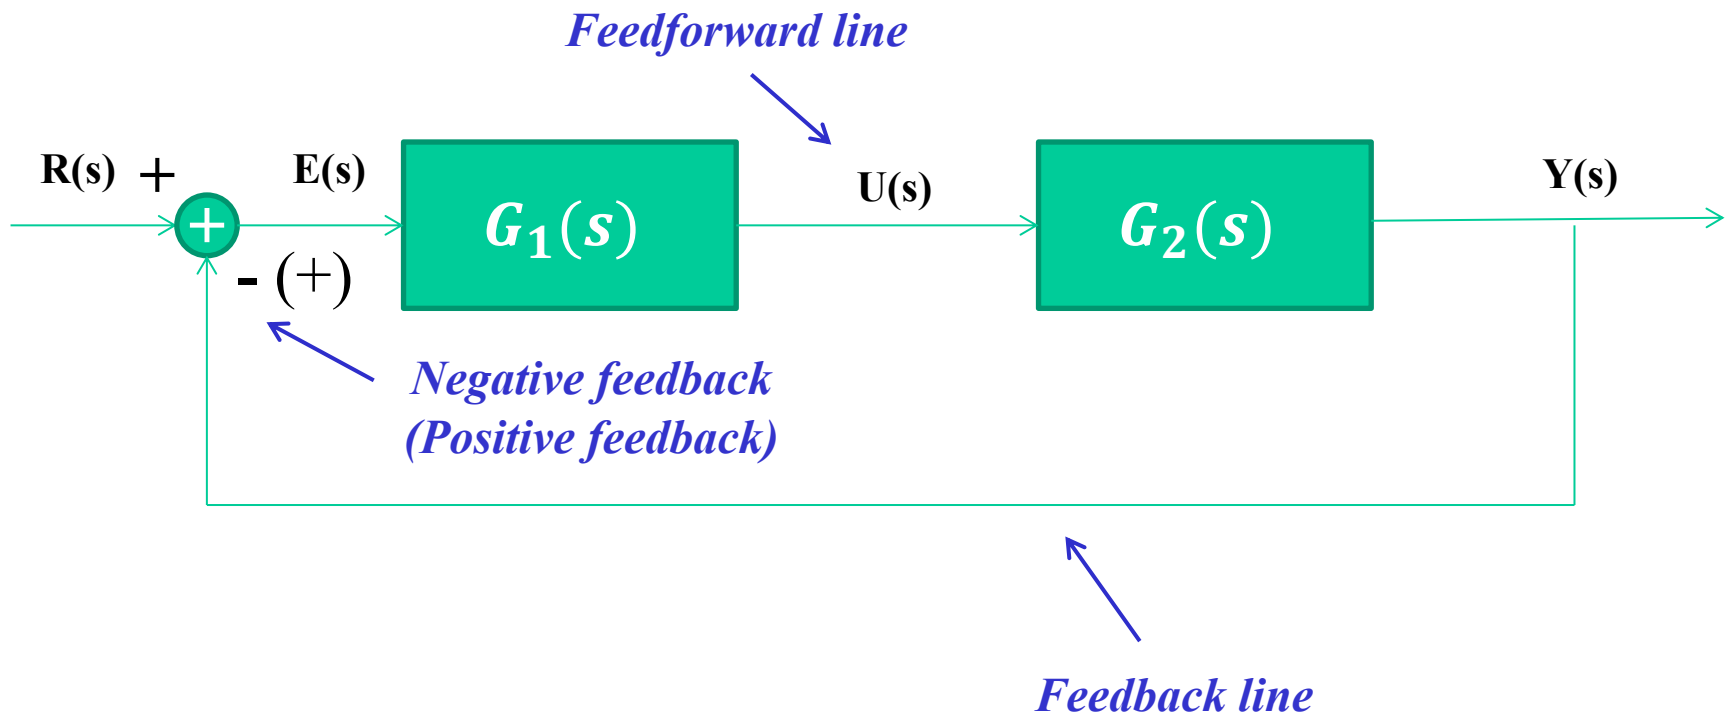 Feedforward line
R(s) + E(s) U(s) Y(s)
+ G₁(s) G₂(s)
- (+)
Negative feedback
(Positive feedback)
Feedback line